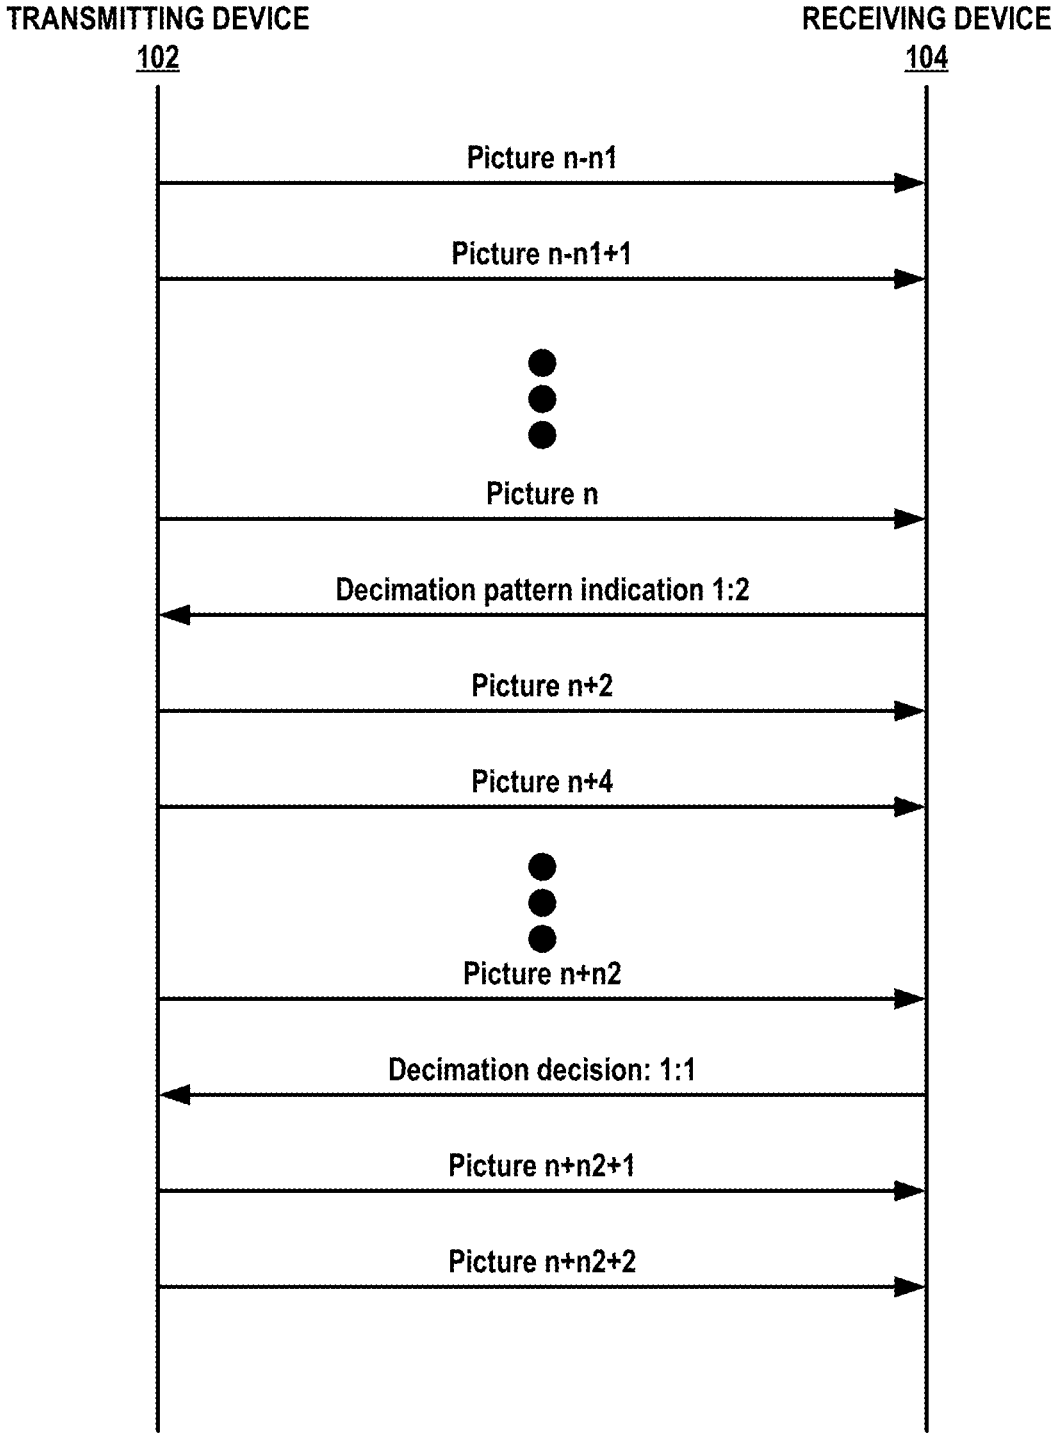 TRANSMITTING DEVICE
102
RECEIVING DEVICE
104
Picture n-n1
Picture n-n1+1
Picture n
Decimation pattern indication 1:2
Picture n+2
Picture n+4
Picture n+n2
Decimation decision: 1:1
Picture n+n2+1
Picture n+n2+2